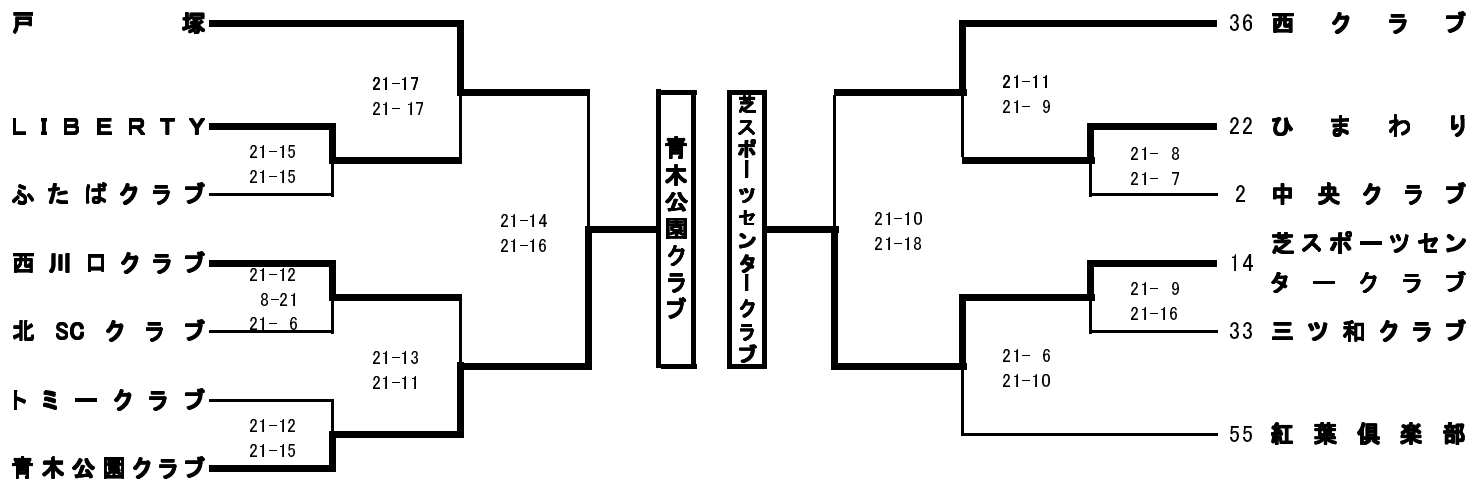 戸塚
21-17
21-17
LIBERTY
21-15
21-15
ふたばクラブ
21-14
21-16
西川口クラブ
21-12
8-21
21- 6
北SCクラブ
21-13
21-11
トミークラブ
21-12
21-15
青木公園クラブ
青木公園クラブ
芝スポーツセンタークラブ
36 西クラブ
21-11
21- 9
22 ひまわり
21- 8
21- 7
2 中央クラブ
21-10
21-18
14 芝スポーツセン
タークラブ
21- 9
21-16
33 三ツ和クラブ
21- 6
21-10
55 紅葉倶楽部